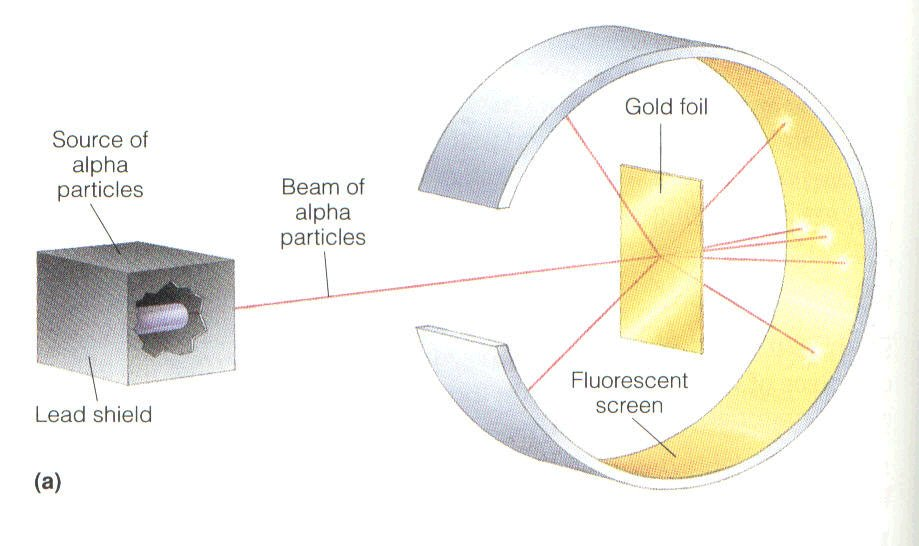 Gold foil
Source of
alpha
particles
Beam of
alpha
particles
Fluorescent
screen
Lead shield
(a)